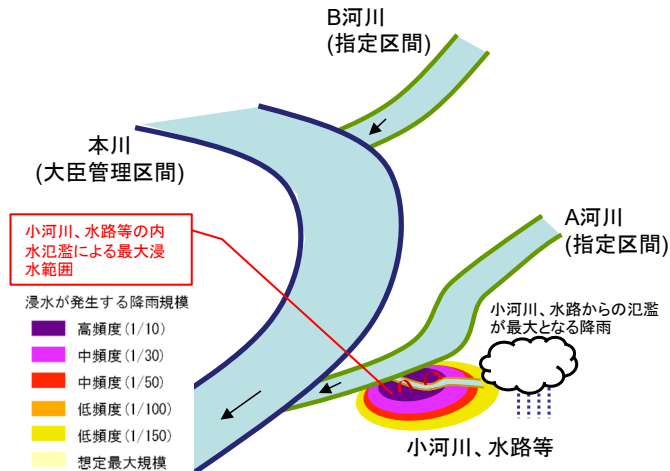 B河川
(指定区間)
本川
(大臣管理区間)
A河川
(指定区間)
小河川、水路等の内
水氾濫による最大浸
水範囲
浸水が発生する降雨規模
高頻度(1/10)
中頻度(1/30)
中頻度(1/50)
低頻度(1/100)
低頻度(1/150)
想定最大規模
小河川、水路からの氾濫
が最大となる降雨
小河川、水路等